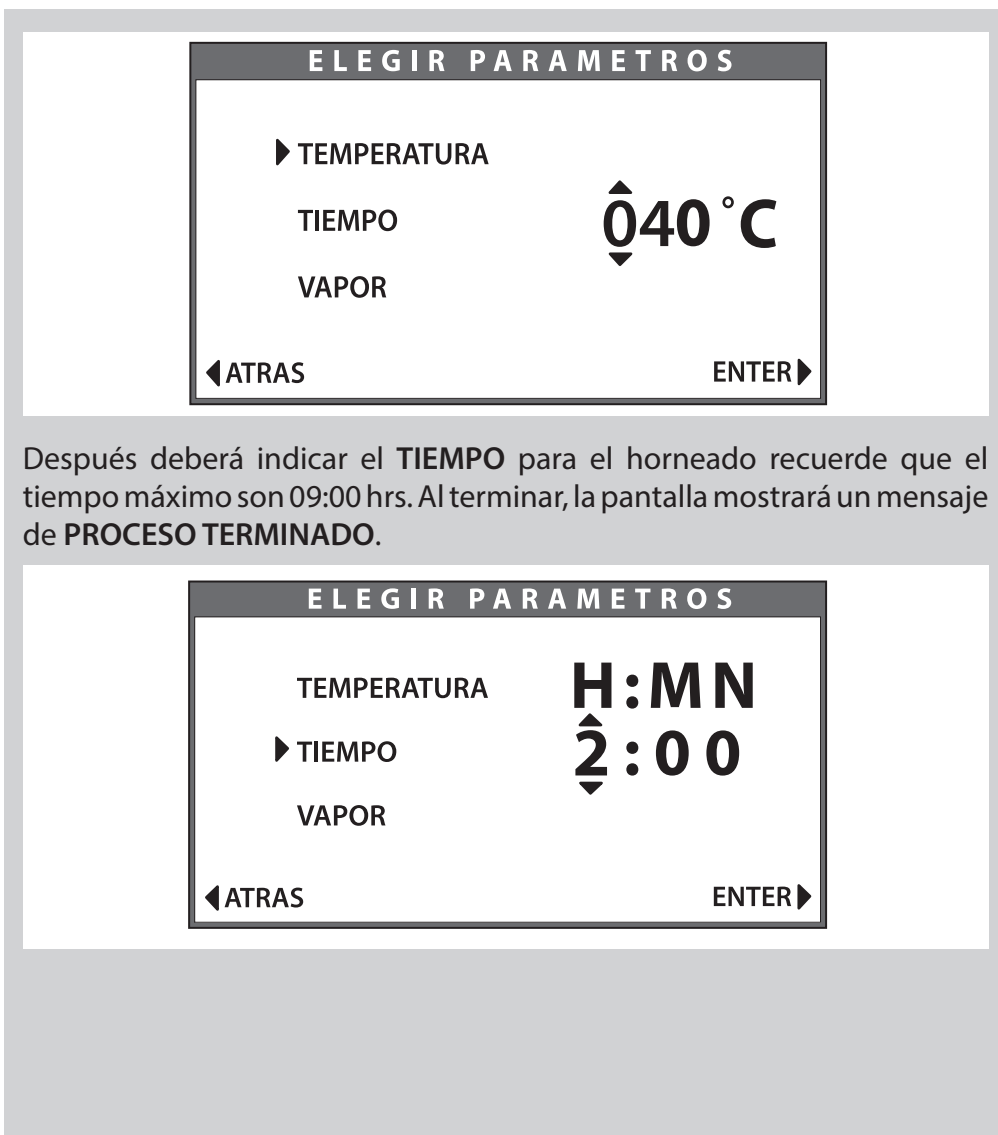 ELEGIR PARAMETROS
TEMPERATURA
TIEMPO
040°C
VAPOR
ATRAS ENTER
Después deberá indicar el TIEMPO para el horneado recuerde que el
tiempo máximo son 09:00 hrs. Al terminar, la pantalla mostrará un mensaje
de PROCESO TERMINADO.
ELEGIR PARAMETROS
TEMPERATURA H:MN
TIEMPO 2:00
VAPOR
ATRAS ENTER